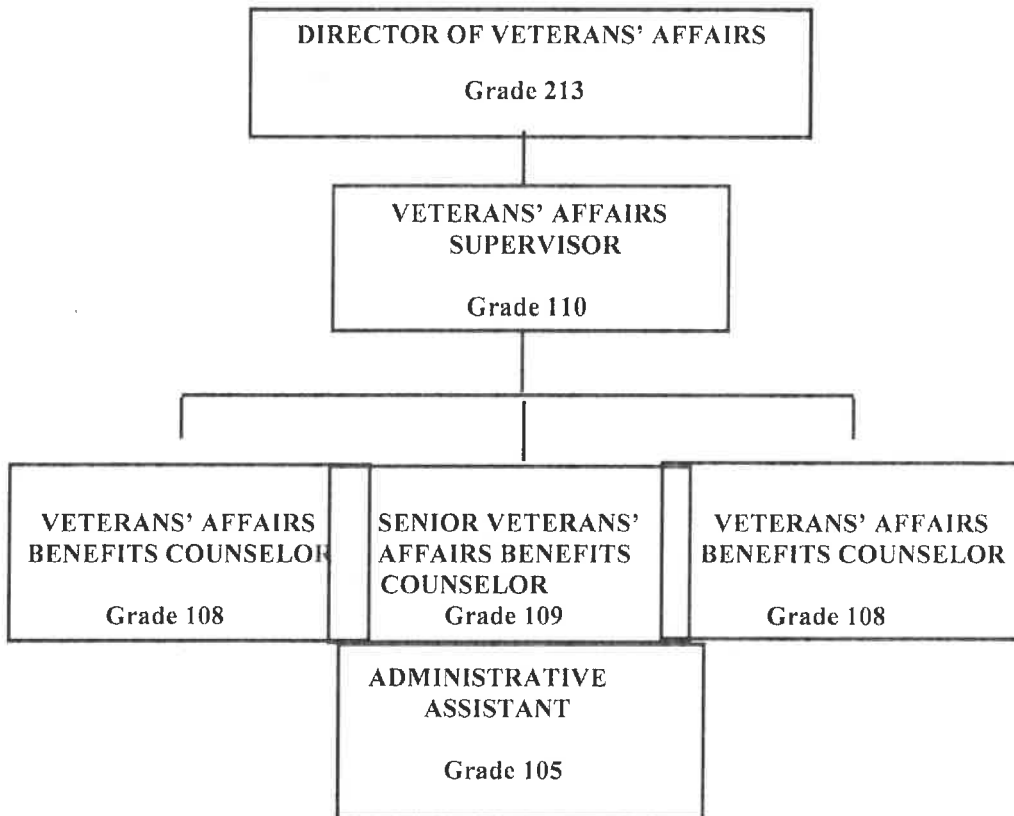 DIRECTOR OF VETERANS’ AFFAIRS
Grade 213
VETERANS’ AFFAIRS
SUPERVISOR
Grade 110
VETERANS’ AFFAIRS
BENEFITS COUNSELOR
Grade 108
SENIOR VETERANS’
AFFAIRS BENEFITS
COUNSELOR
Grade 109
VETERANS’ AFFAIRS
BENEFITS COUNSELOR
Grade 108
ADMINISTRATIVE
ASSISTANT
Grade 105